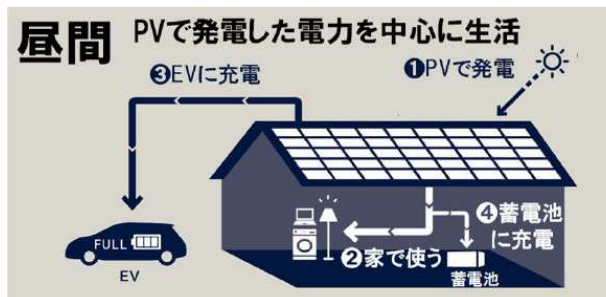 昼間 PVで発電した電力を中心に生活
❸EVに充電
❶PVで発電
❹蓄電池
に充電
❷家で使う
蓄電池
FULL
EV